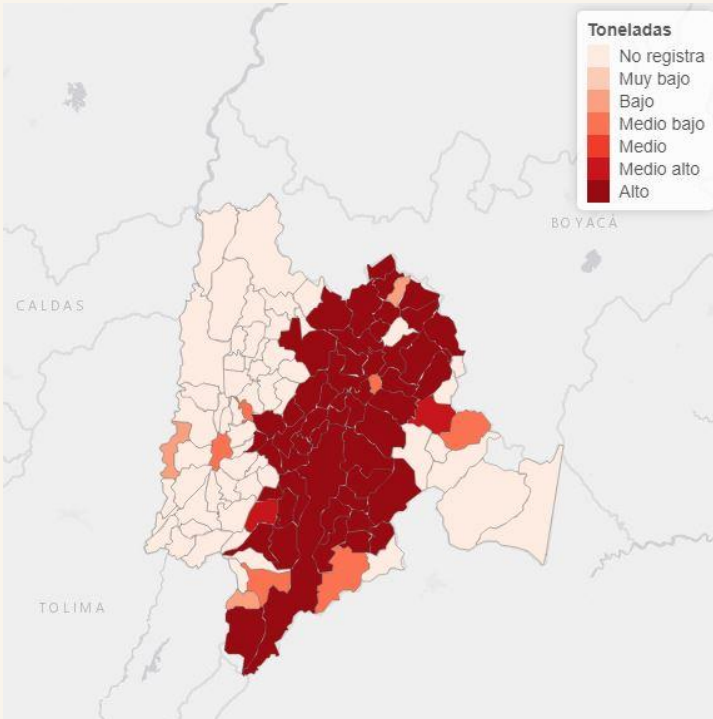 Toneladas
No registra
Muy bajo
Bajo
Medio bajo
Medio
Medio alto
Alto
BOYACÁ
CALDAS
TOLIMA